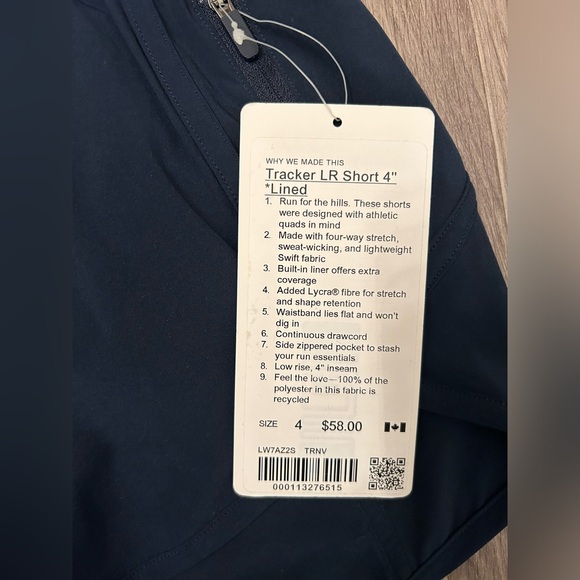 WHY WE MADE THIS
Tracker LR Short 4"
*Lined
1. Run for the hills. These shorts
were designed with athletic
quads in mind
2. Made with four-way stretch,
sweat-wicking, and lightweight
Swift fabric
3. Built-in liner offers extra
coverage
4. Added Lycra® fibre for stretch
and shape retention
5. Waistband lies flat and won't
dig in
6. Continuous drawcord
7. Side zippered pocket to stash
your run essentials
8. Low rise, 4" inseam
9. Feel the love—100% of the
polyester in this fabric is
recycled
SIZE 4 $58.00
LW7AZ2S TRNV
000113276515